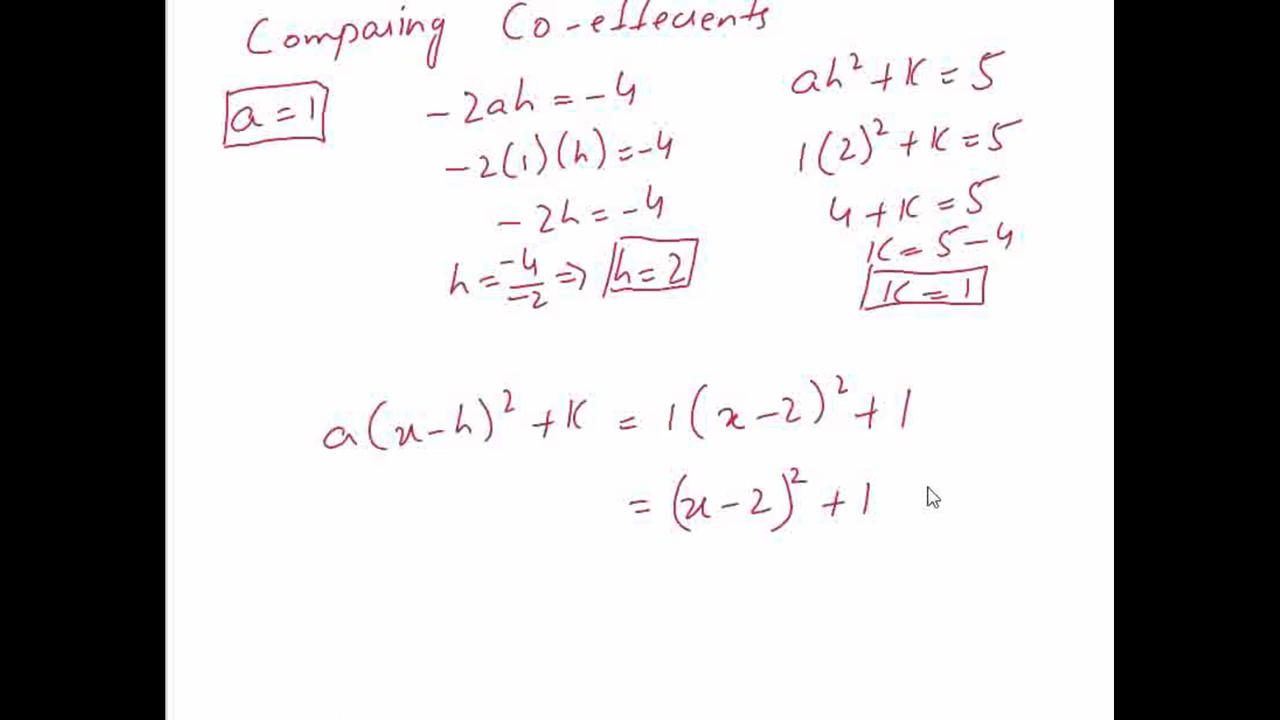 Comparing Co-effecients
a = 1
-2ah = -4
-2(1)(h) = -4
-2h = -4
h = -4/-2 ⇒ h = 2
ah² + K = 5
1(2)² + K = 5
4 + K = 5
K = 5 - 4
K = 1
a(x-h)² + K = 1(x-2)² + 1
= (x-2)² + 1